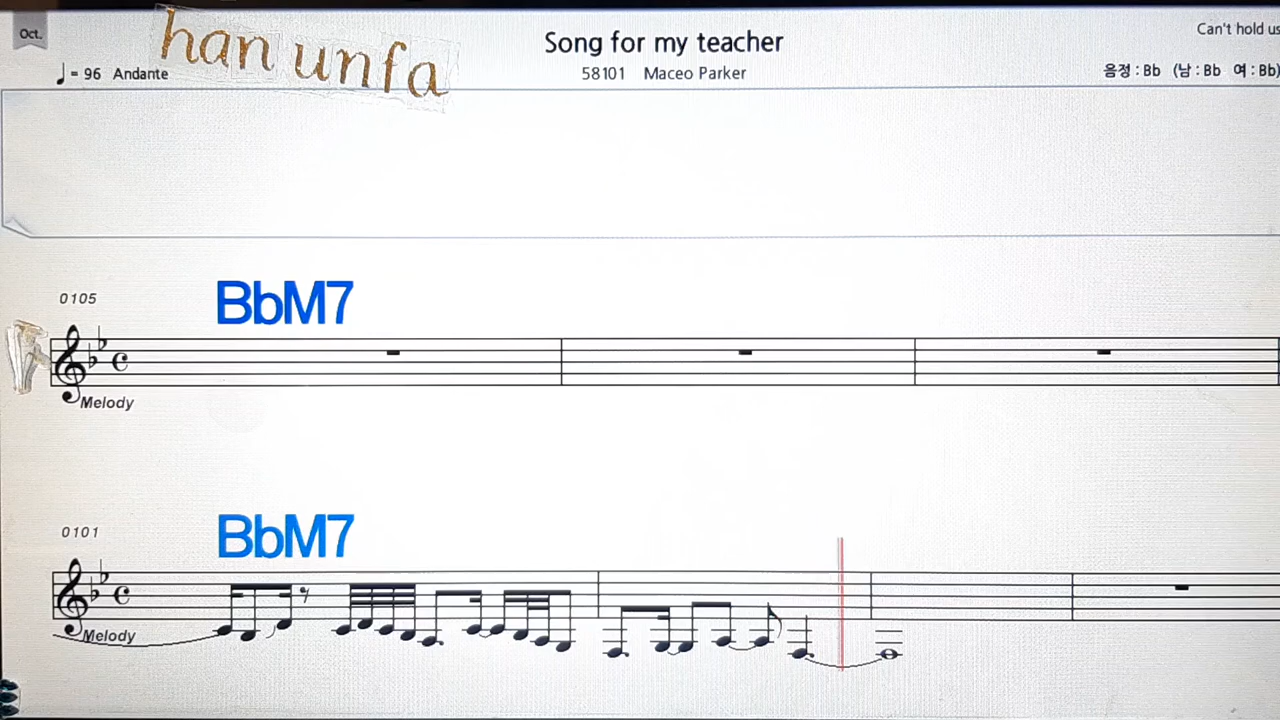 Oct.
han unfa
Song for my teacher
Can't hold us
♩ = 96 Andante
58101 Maceo Parker
음정 : Bb (남 : Bb 여 : Bb)
0105
BbM7
Melody
0101
BbM7
Melody